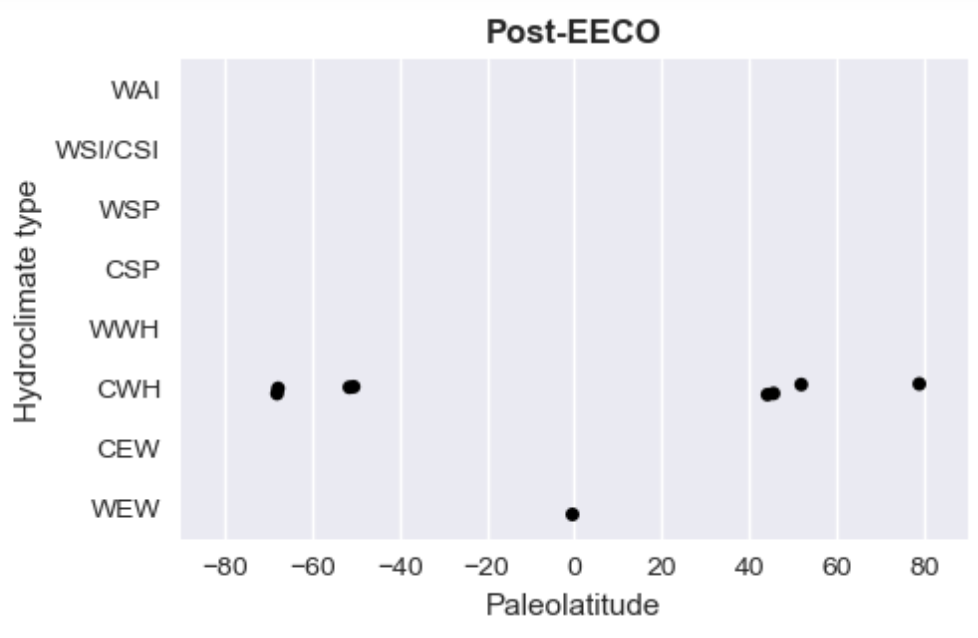 Post-EECO
WAI
WSI/CSI
WSP
CSP
WWH
CWH
CEW
WEW
Hydroclimate type
−80 −60 −40 −20 0 20 40 60 80
Paleolatitude